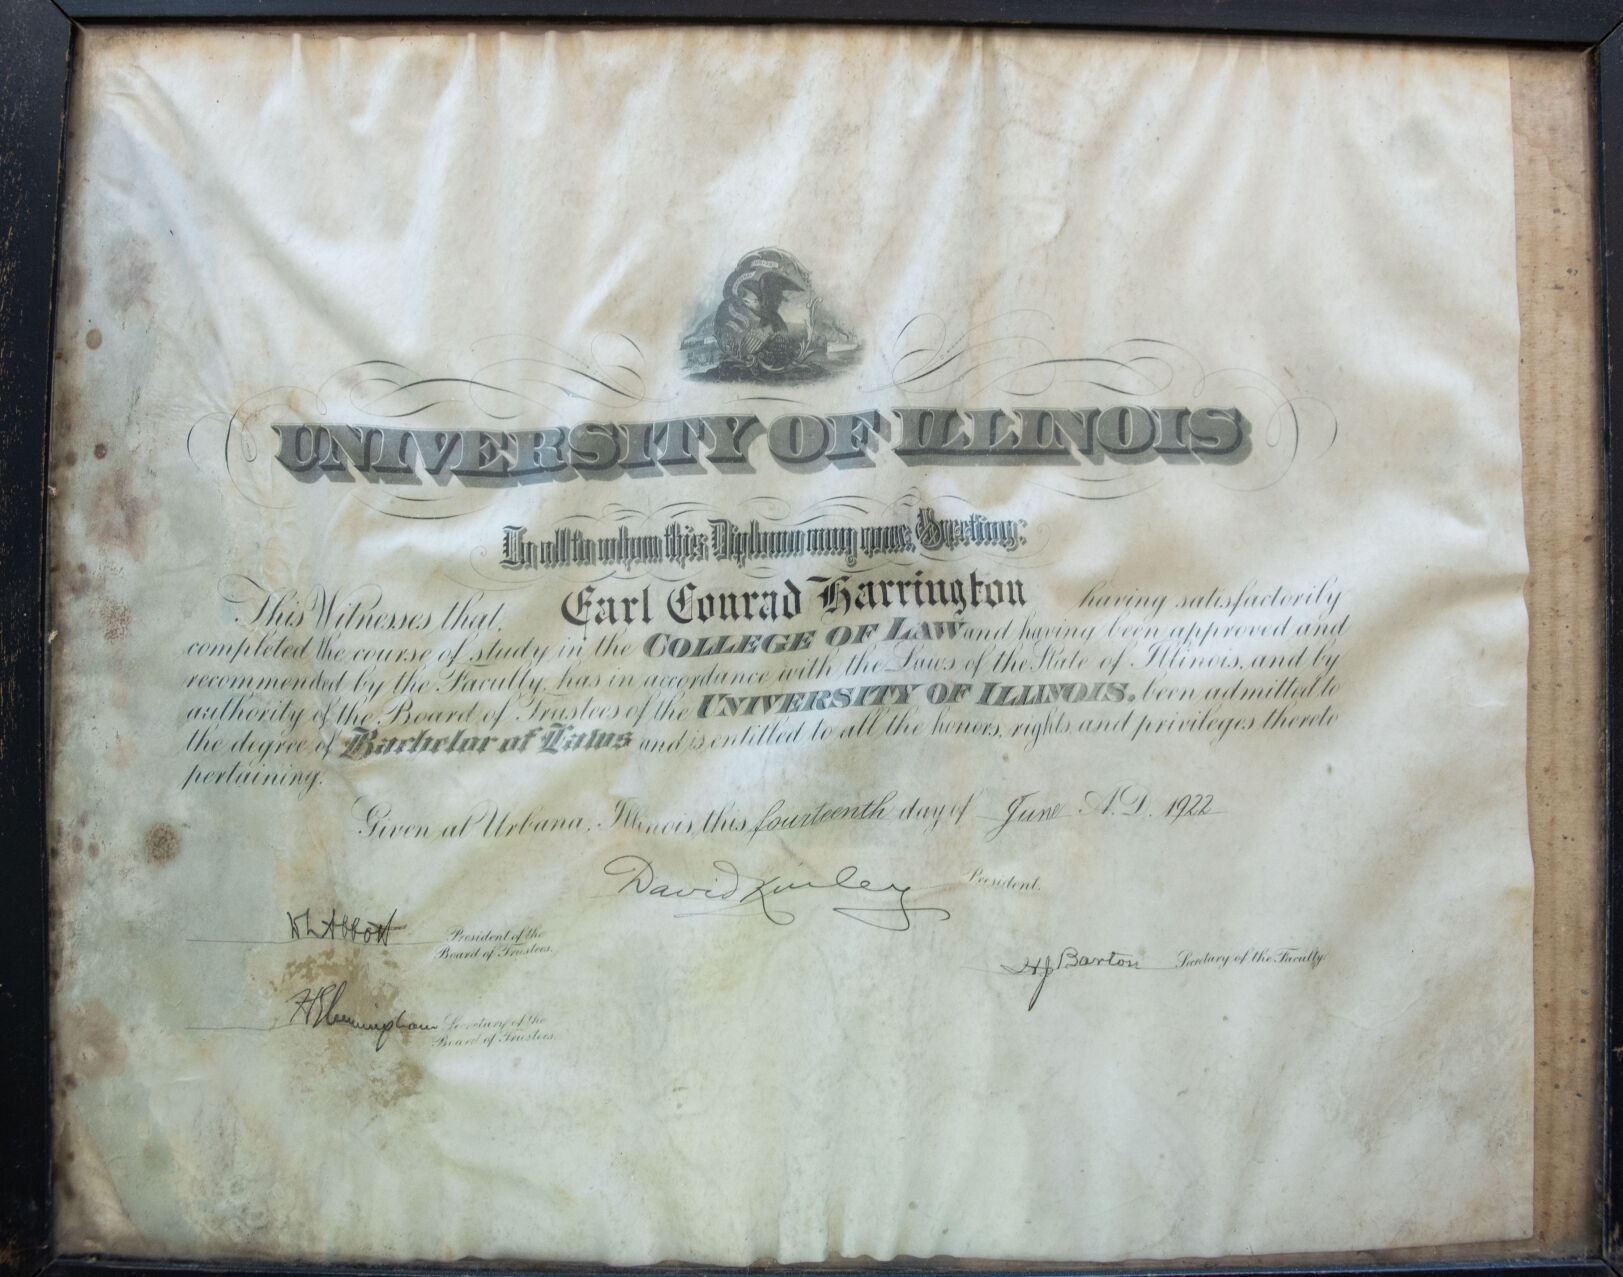 UNIVERSITY OF ILLINOIS
To all to whom this Diploma may come, Greeting:
This Witnesses that, Earl Conrad Harrington having satisfactorily
completed the course of study in the COLLEGE OF LAW and having been approved and
recommended by the Faculty, has in accordance with the Laws of the State of Illinois, and by
authority of the Board of Trustees of the UNIVERSITY OF ILLINOIS, been admitted to
the degree of Bachelor of Laws and is entitled to all the honors, rights and privileges thereto
pertaining.
Given at Urbana, Illinois, this fourteenth day of June A.D. 1922
David Kinley President.
W L Abbott President of the
Board of Trustees.
H J Barton Secretary of the Faculty
H E Cunningham Secretary of the
Board of Trustees.